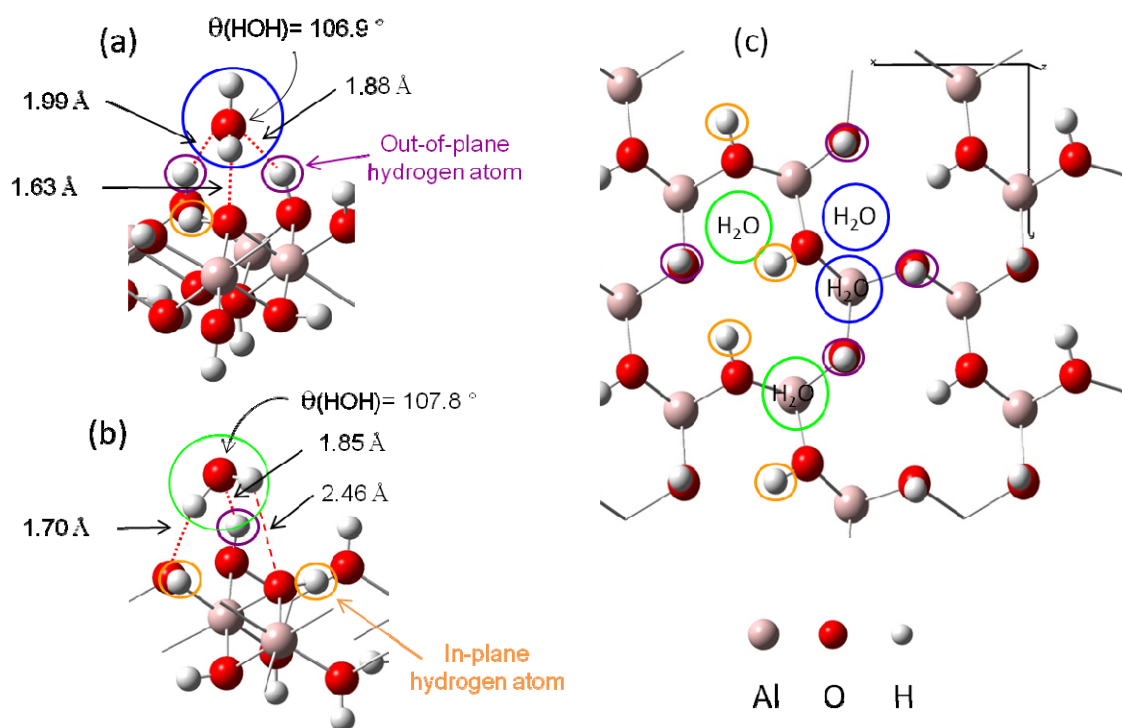 (a)
θ(HOH)= 106.9 °
1.99 Å
1.88 Å
Out-of-plane
hydrogen atom
1.63 Å
(b)
θ(HOH)= 107.8 °
1.85 Å
2.46 Å
1.70 Å
In-plane
hydrogen atom
(c)
x
z
y
H₂O
H₂O
H₂O
H₂O
Al
O
H